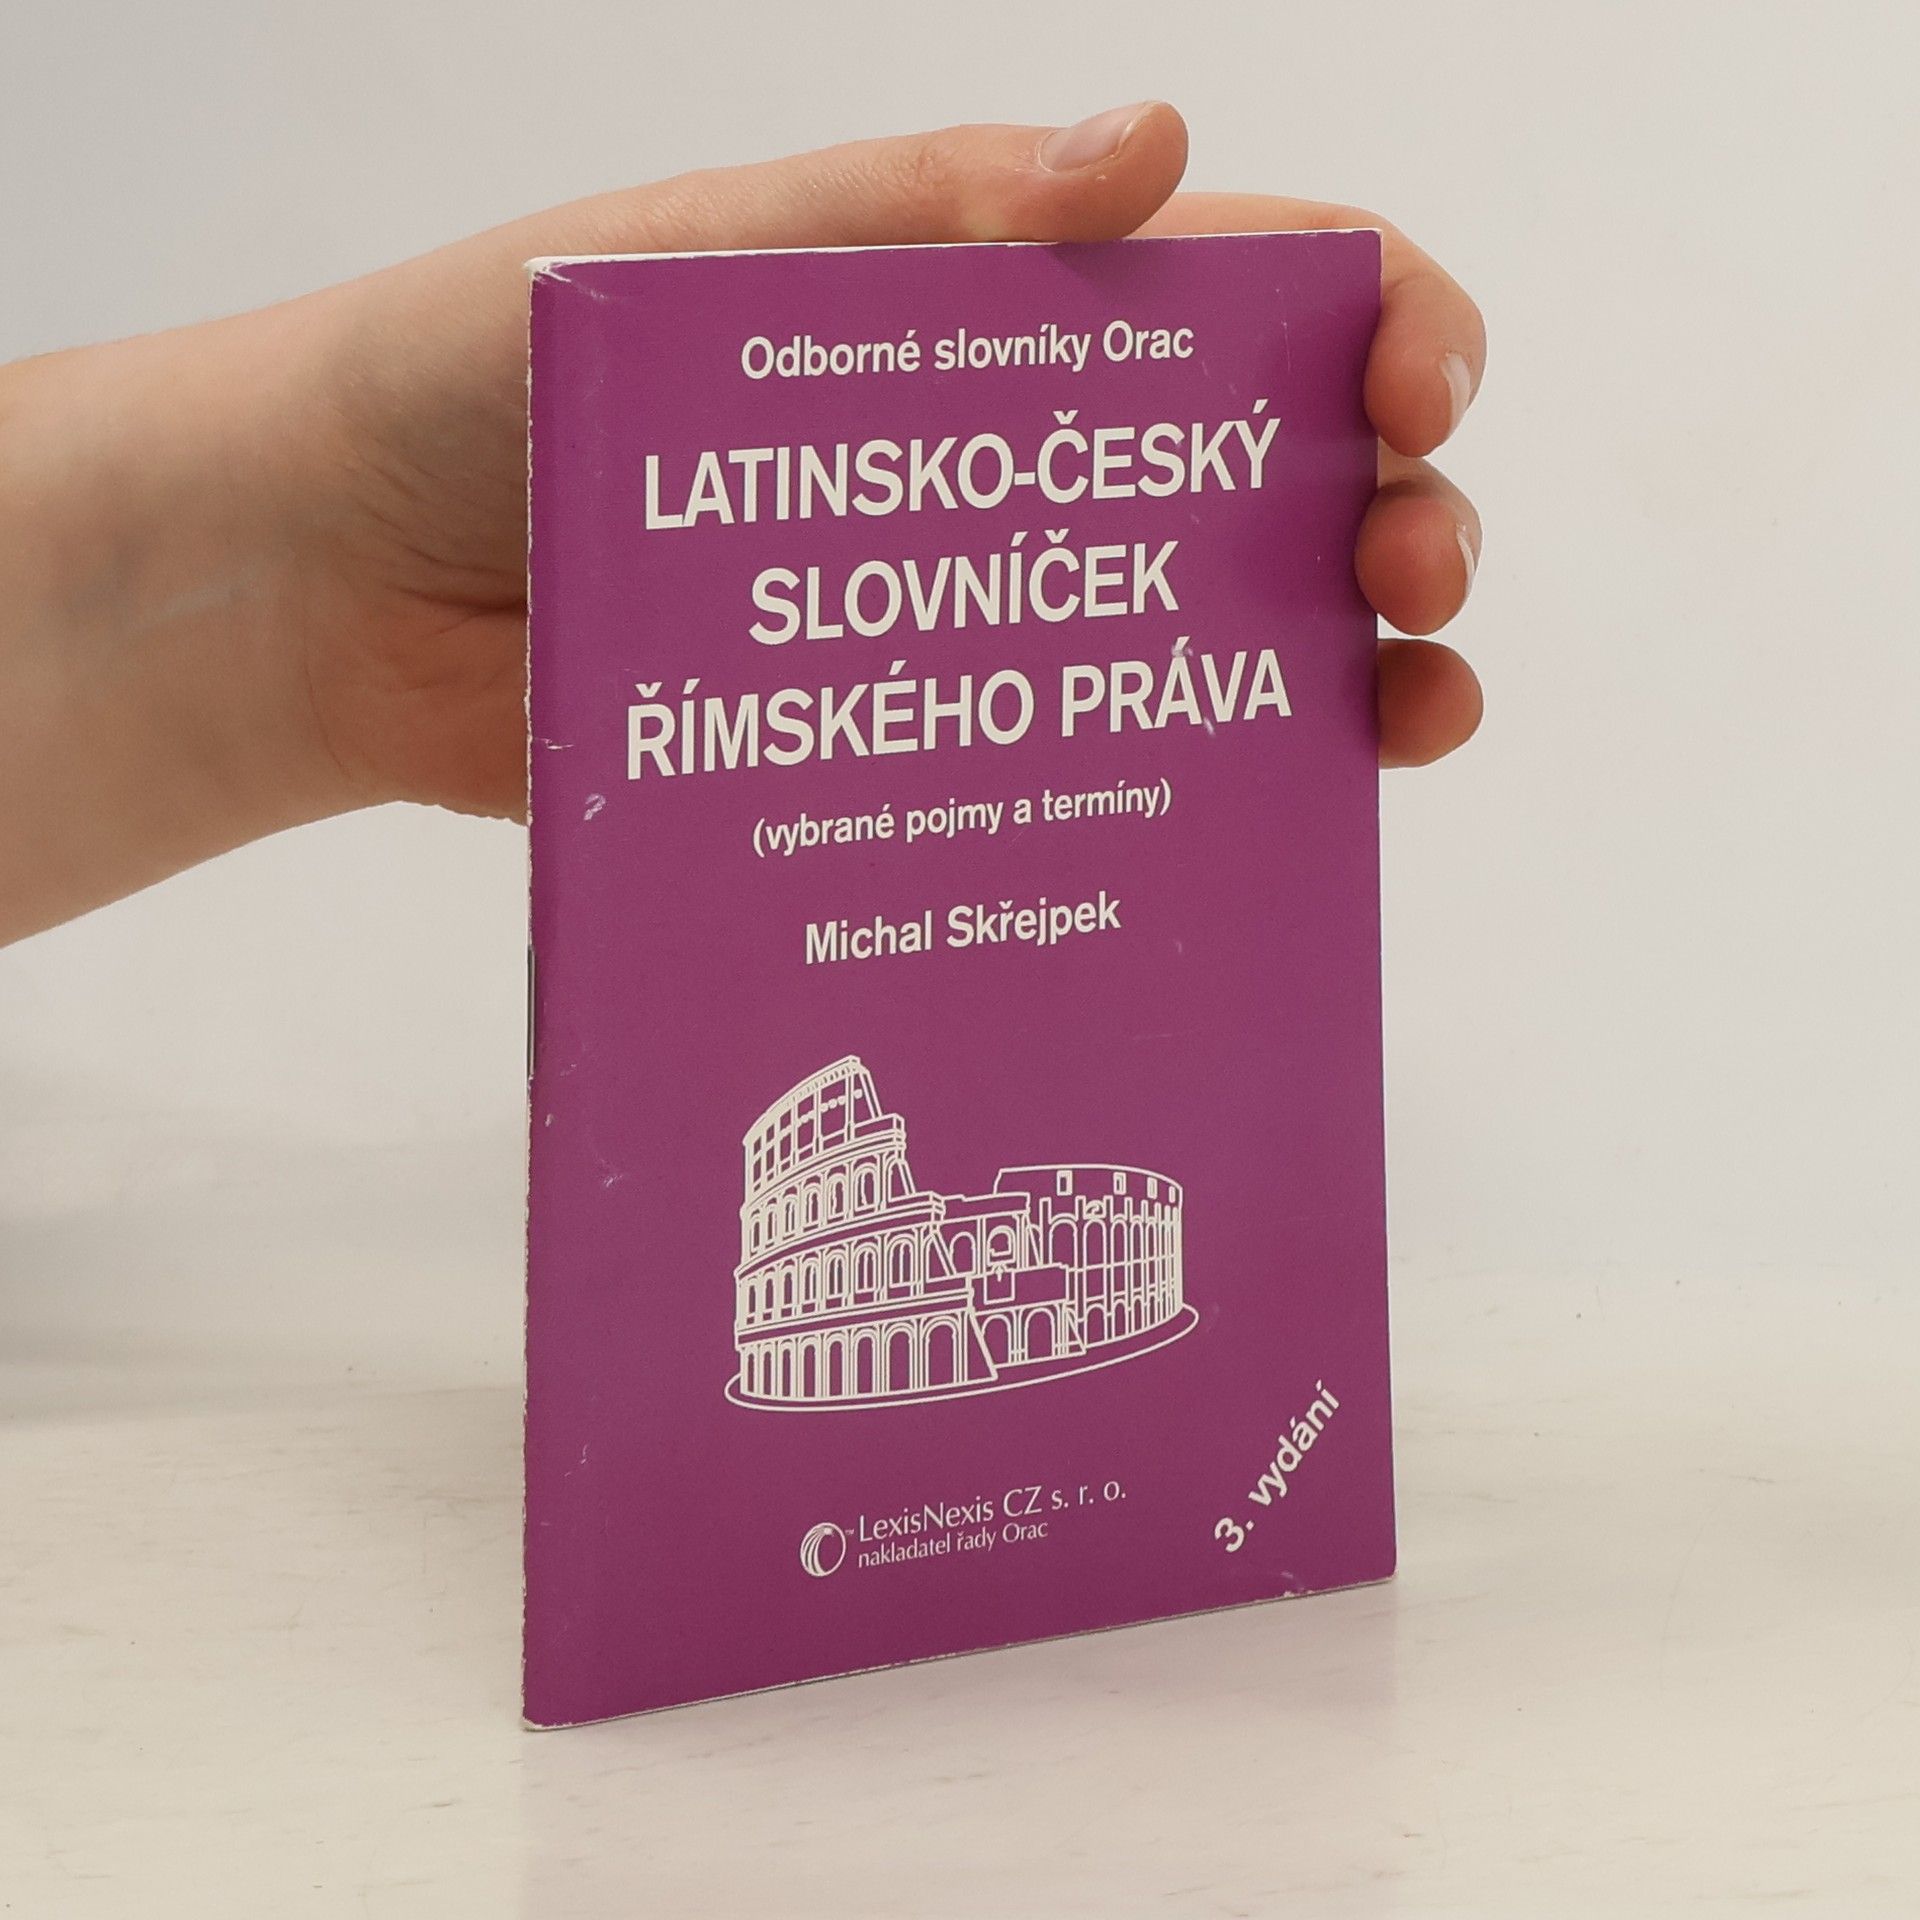 Odborné slovníky Orac
LATINSKO-ČESKÝ
SLOVNÍČEK
ŘÍMSKÉHO PRÁVA
(vybrané pojmy a termíny)
Michal Skřejpek
3. vydání
LexisNexis CZ s. r. o.
nakladatel řady Orac